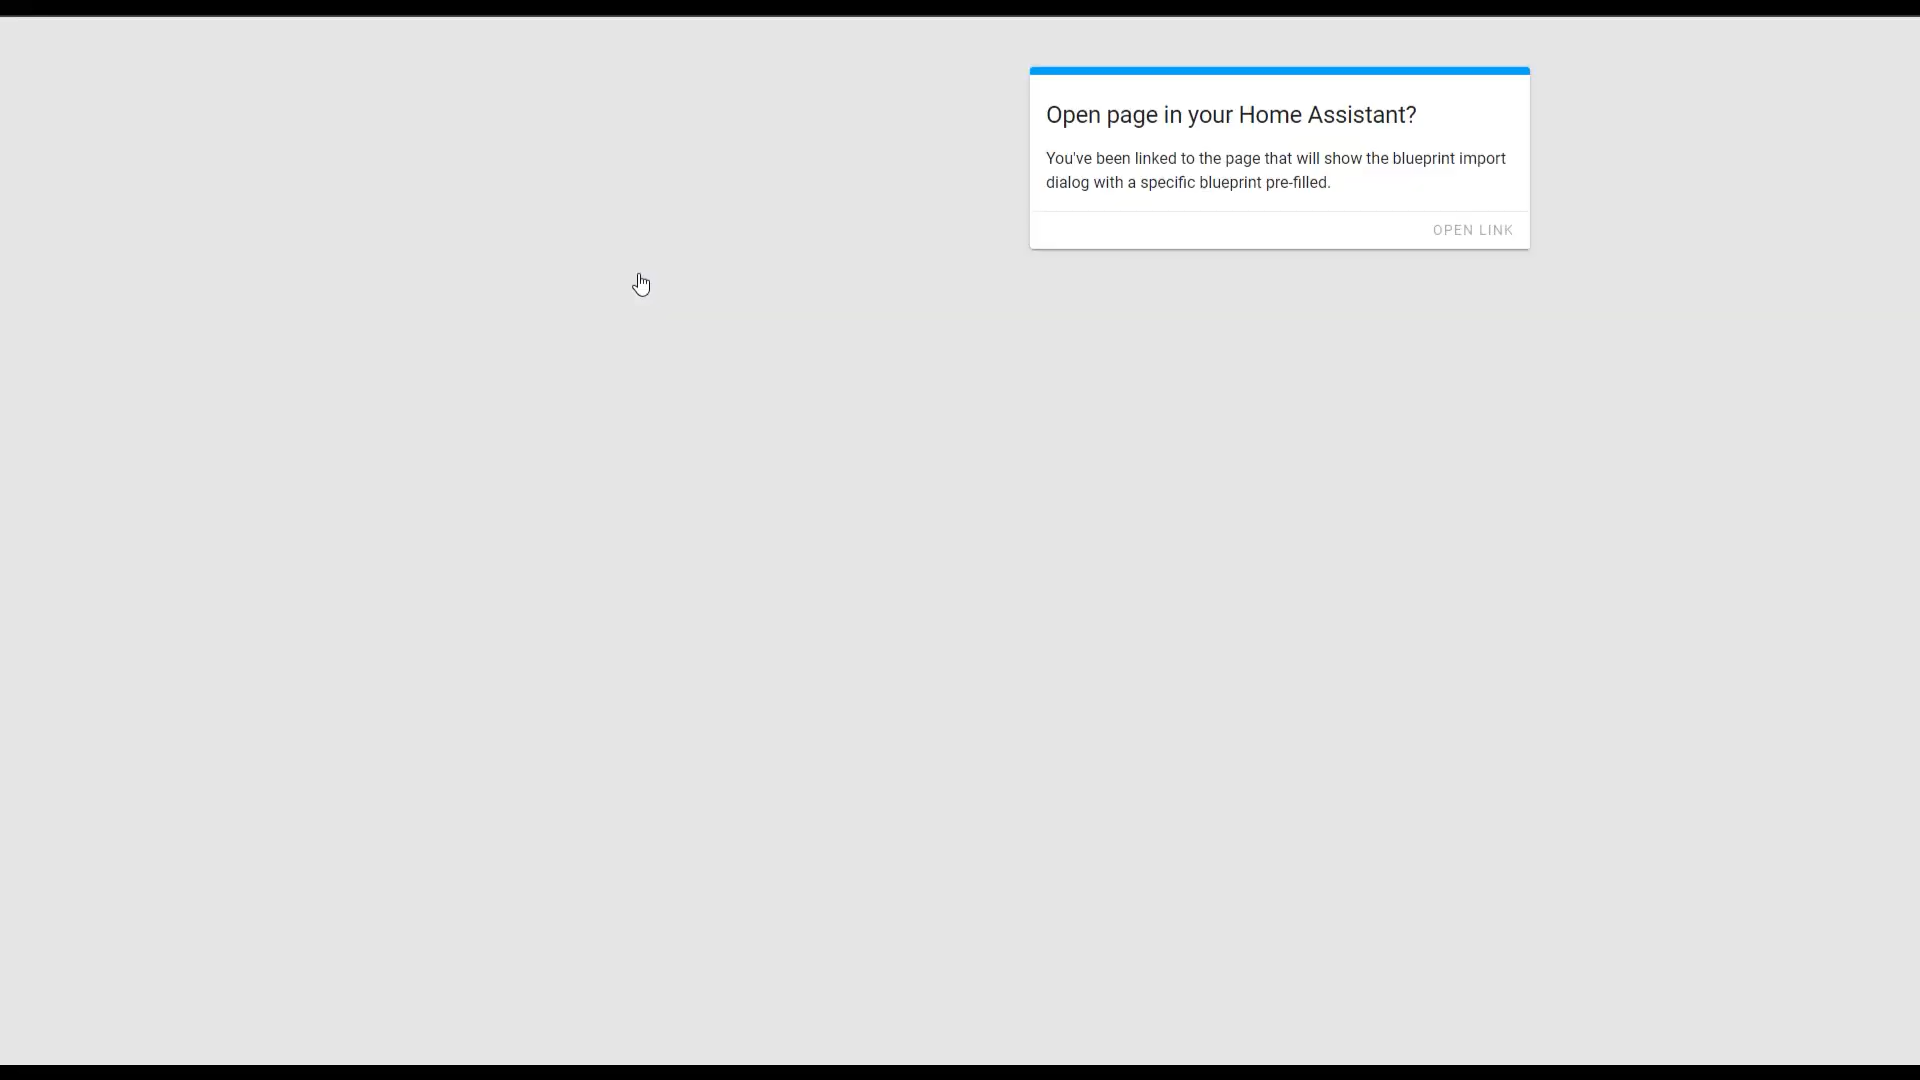 Open page in your Home Assistant?
You've been linked to the page that will show the blueprint import
dialog with a specific blueprint pre-filled.
OPEN LINK